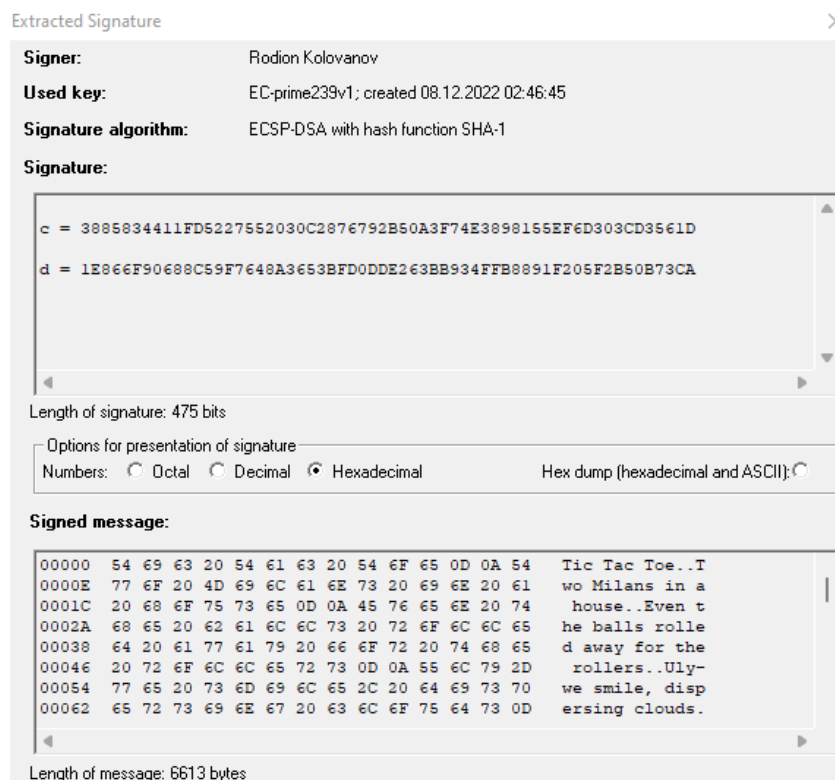 Extracted Signature
Signer: Rodion Kolovanov
Used key: EC-prime239v1; created 08.12.2022 02:46:45
Signature algorithm: ECSP-DSA with hash function SHA-1
Signature:
c = 3885834411FD5227552030C2876792B50A3F74E3898155EF6D303CD3561D
d = 1E866F90688C59F7648A3653BFD0DDE263BB934FFB8891F205F2B50B73CA
Length of signature: 475 bits
Options for presentation of signature
Numbers: Octal Decimal Hexadecimal Hex dump (hexadecimal and ASCII):
Signed message:
00000 54 69 63 20 54 61 63 20 54 6F 65 0D 0A 54 Tic Tac Toe..T
0000E 77 6F 20 4D 69 6C 61 6E 73 20 69 6E 20 61 wo Milans in a
0001C 20 68 6F 75 73 65 0D 0A 45 76 65 6E 20 74 house..Even t
0002A 68 65 20 62 61 6C 6C 73 20 72 6F 6C 6C 65 he balls rolle
00038 64 20 61 77 61 79 20 66 6F 72 20 74 68 65 d away for the
00046 20 72 6F 6C 6C 65 72 73 0D 0A 55 6C 79 2D rollers..Uly-
00054 77 65 20 73 6D 69 6C 65 2C 20 64 69 73 70 we smile, disp
00062 65 72 73 69 6E 67 20 63 6C 6F 75 64 73 0D ersing clouds.
Length of message: 6613 bytes